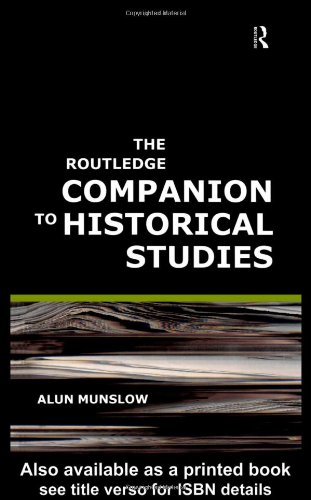 R
ROUTLEDGE
THE
ROUTLEDGE
COMPANION
TO HISTORICAL
STUDIES
ALUN MUNSLOW
Also available as a printed book
see title verso for ISBN details